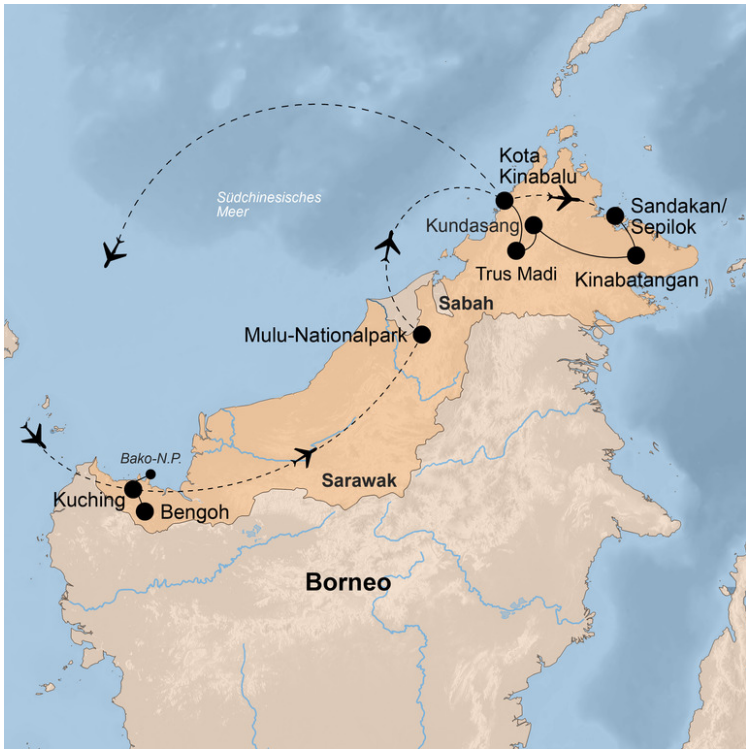 Kota
Kinabalu
Südchinesisches
Meer
Sandakan/
Sepilok
Kundasang
Trus Madi
Kinabatangan
Sabah
Mulu-Nationalpark
Bako-N.P.
Sarawak
Kuching
Bengoh
Borneo